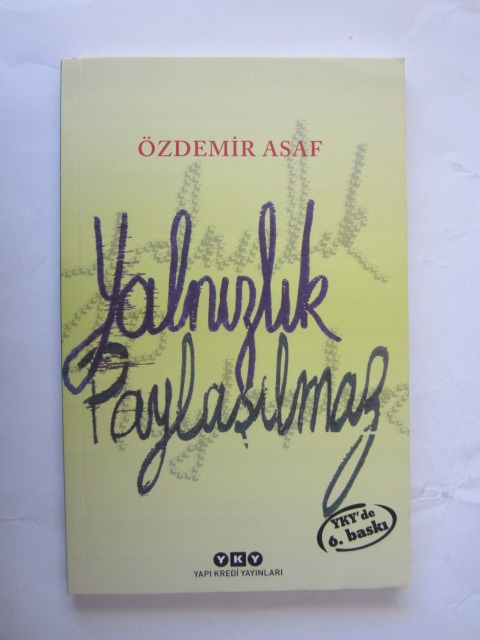 ÖZDEMİR ASAF
Yalnızlık
Paylaşılmaz
YKY'de
6. baskı
YKY
YAPI KREDİ YAYINLARI